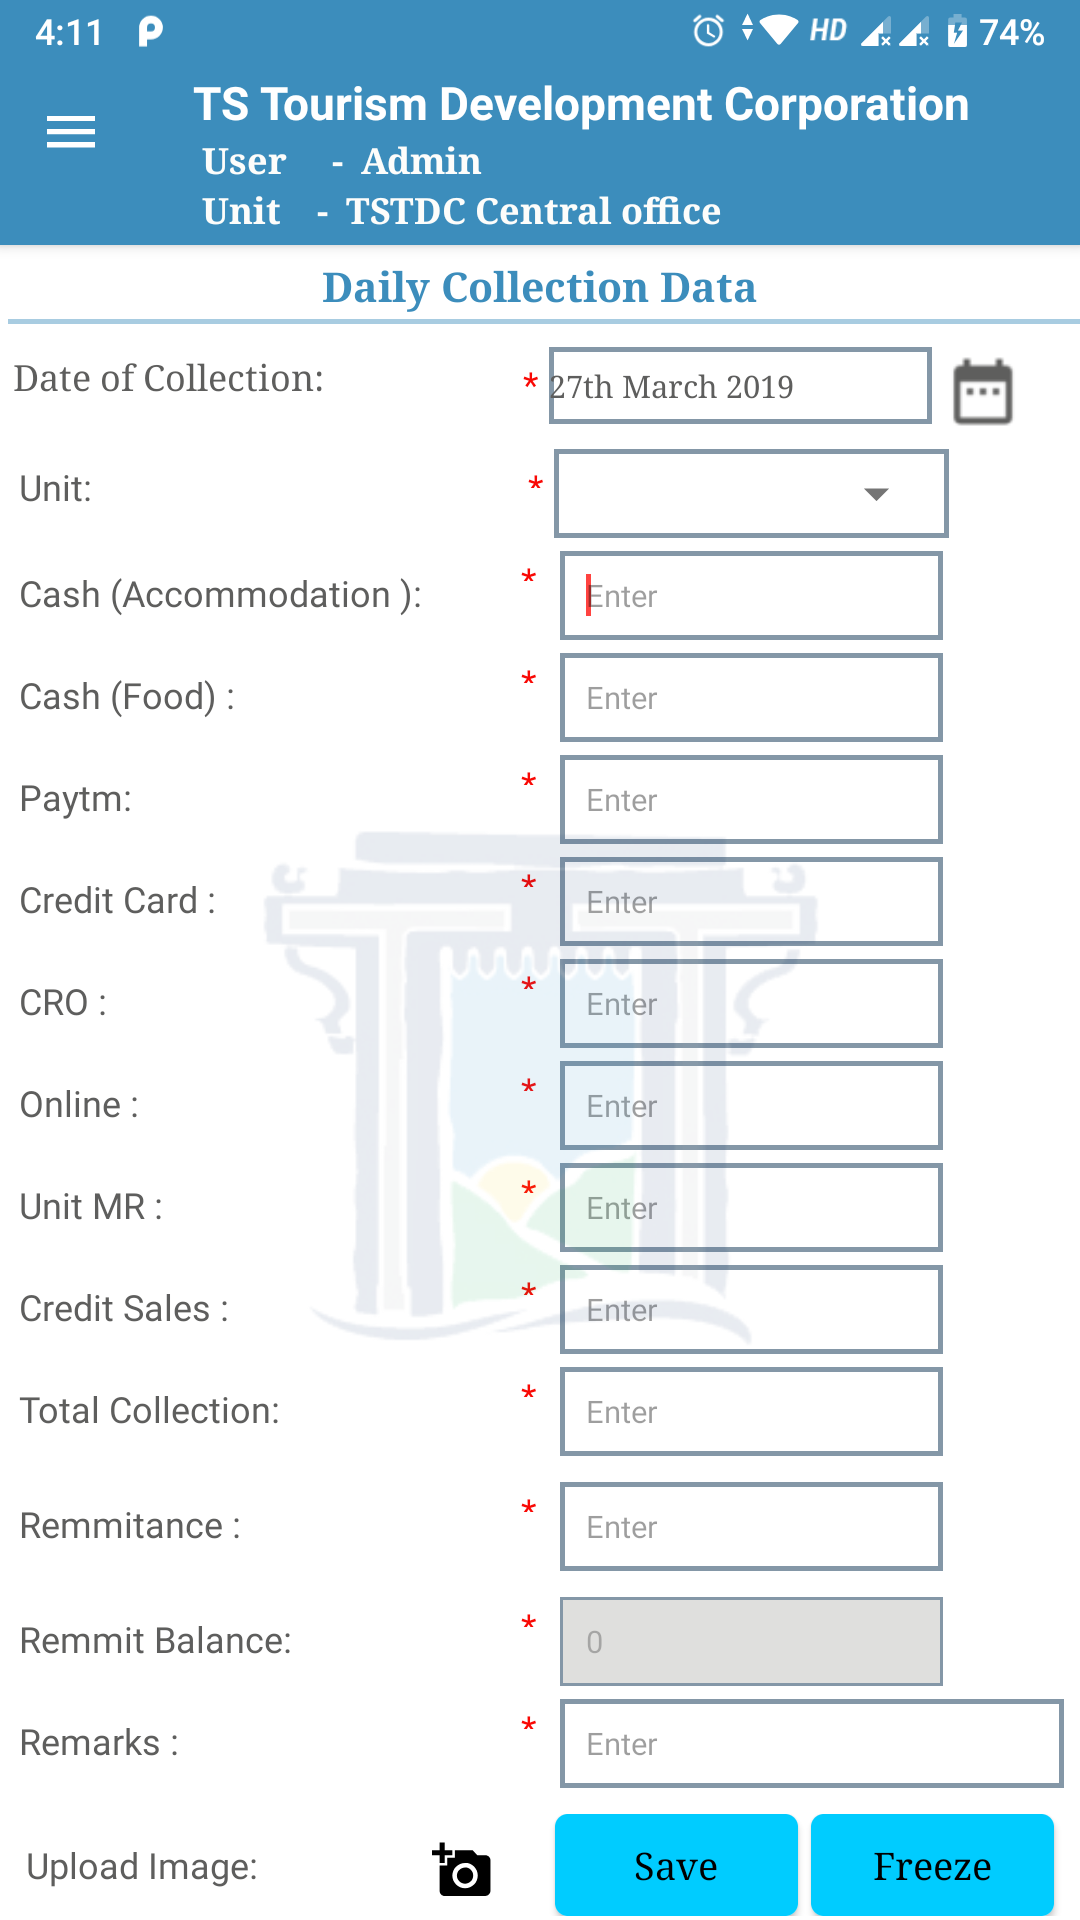 4:11 HD 74%
TS Tourism Development Corporation
User - Admin
Unit - TSTDC Central office
Daily Collection Data
Date of Collection: * 27th March 2019
Unit: *
Cash (Accommodation ): * Enter
Cash (Food) : * Enter
Paytm: * Enter
Credit Card : * Enter
CRO : * Enter
Online : * Enter
Unit MR : * Enter
Credit Sales : * Enter
Total Collection: * Enter
Remmitance : * Enter
Remmit Balance: * 0
Remarks : * Enter
Upload Image: Save Freeze